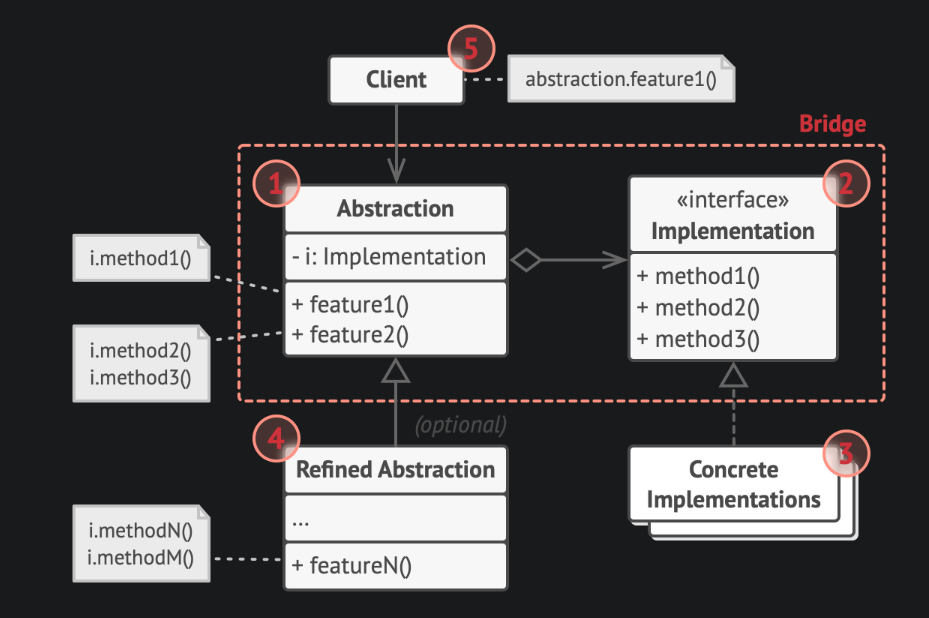 5
Client
abstraction.feature1()
Bridge
1
Abstraction
- i: Implementation
+ feature1()
+ feature2()
2
«interface»
Implementation
+ method1()
+ method2()
+ method3()
i.method1()
i.method2()
i.method3()
(optional)
4
Refined Abstraction
...
+ featureN()
3
Concrete
Implementations
i.methodN()
i.methodM()